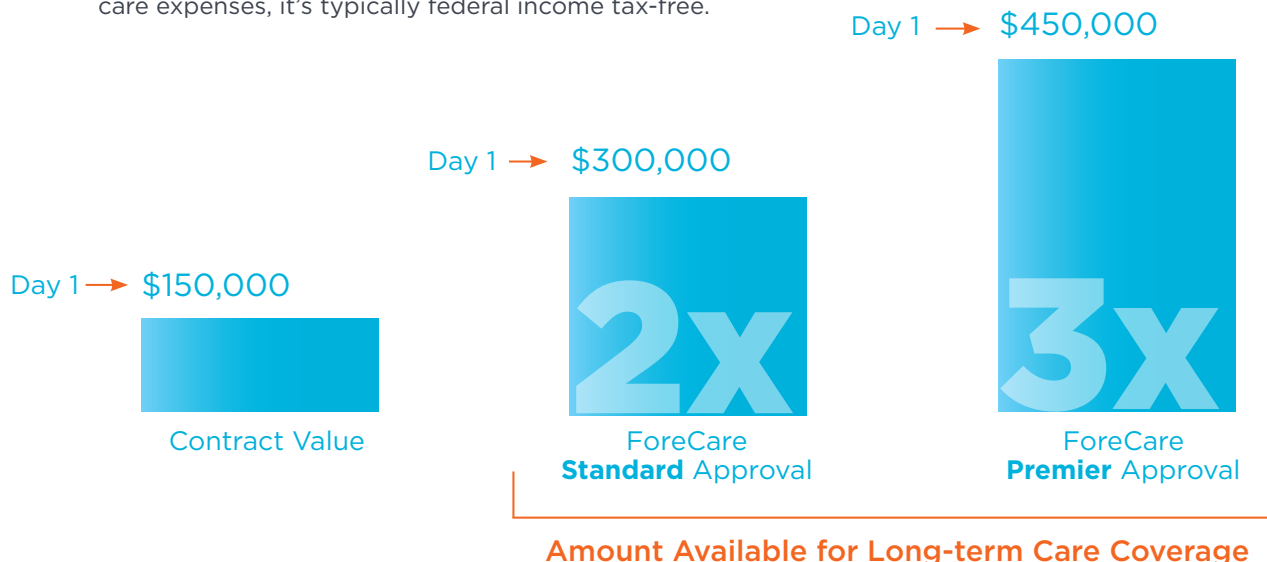 care expenses, it's typically federal income tax-free.
Day 1 → $450,000
Day 1 → $300,000
Day 1 → $150,000
2x
3x
Contract Value
ForeCare
Standard Approval
ForeCare
Premier Approval
Amount Available for Long-term Care Coverage